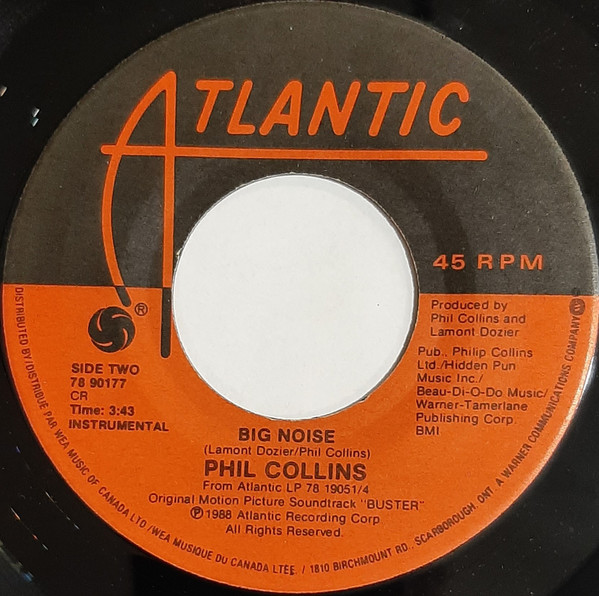 ATLANTIC
®
45 RPM
Produced by
Phil Collins and
Lamont Dozier
Pub., Philip Collins
Ltd./Hidden Pun
Music Inc./
Beau-Di-O-Do Music/
Warner-Tamerlane
Publishing Corp.
BMI
SIDE TWO
78 90177
CR
Time: 3:43
INSTRUMENTAL
BIG NOISE
(Lamont Dozier/Phil Collins)
PHIL COLLINS
From Atlantic LP 78 19051/4
Original Motion Picture Soundtrack "BUSTER"
℗1988 Atlantic Recording Corp
All Rights Reserved.
DISTRIBUTED BY/DISTRIBUÉ PAR WEA MUSIC OF CANADA LTD/WEA MUSIQUE DU CANADA LTÉE./1810 BIRCHMOUNT RD., SCARBOROUGH, ONT. A WARNER COMMUNICATIONS COMPANY